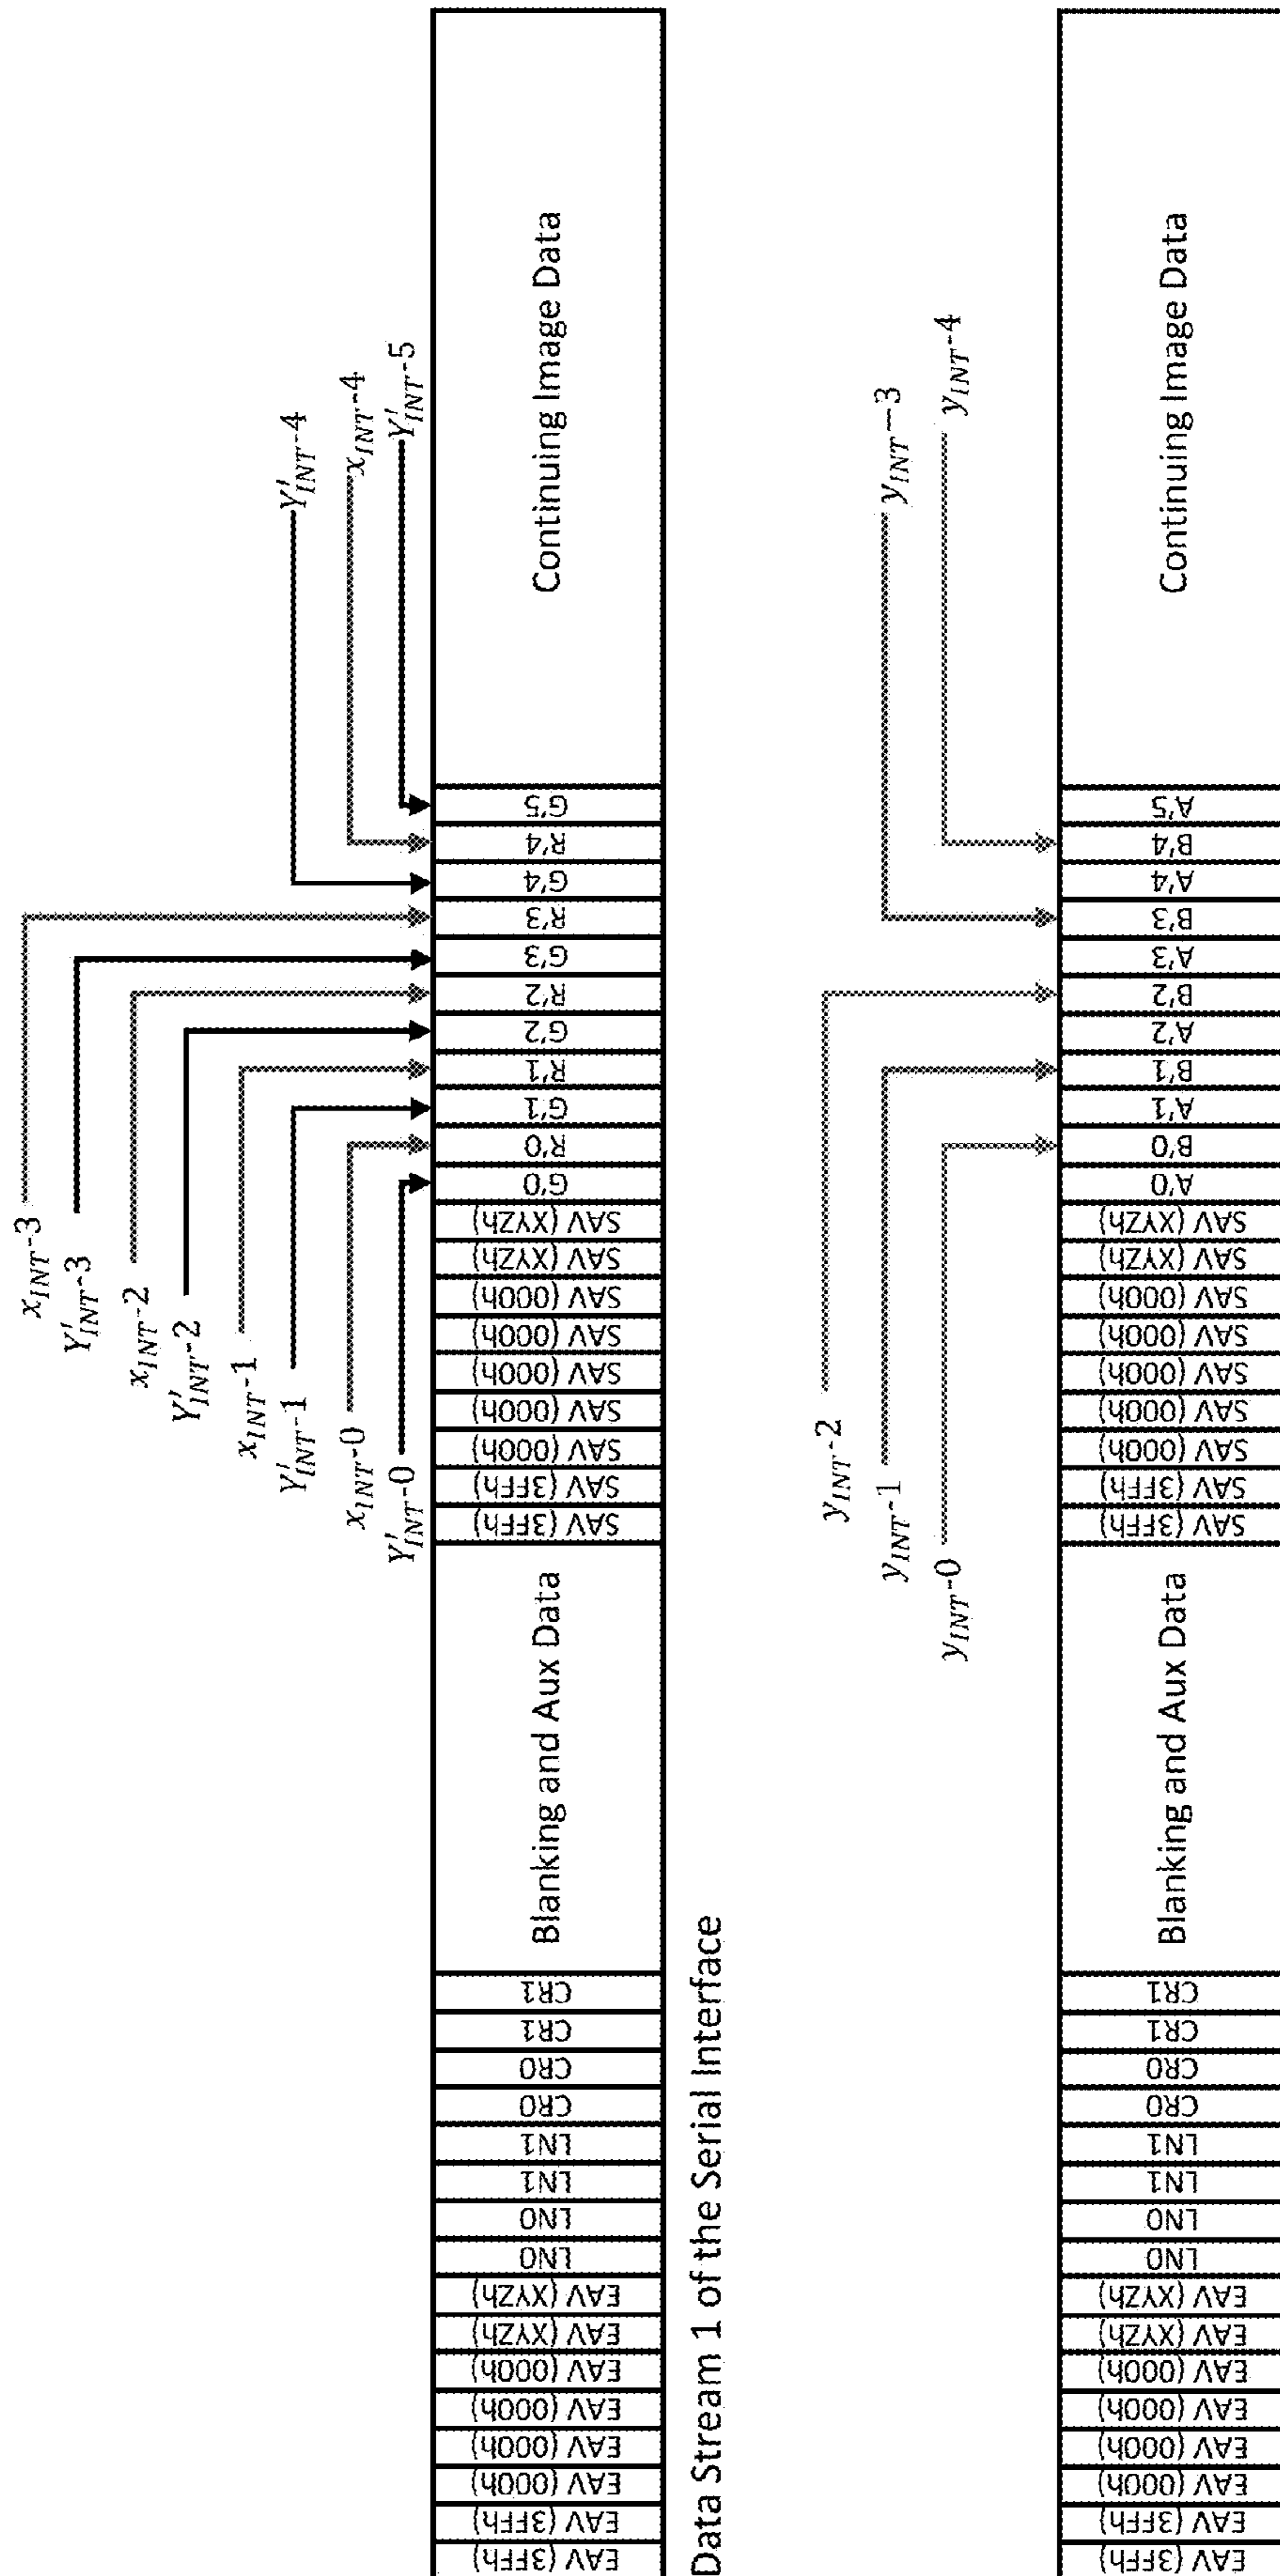 x_INT-3
Y'_INT-3
x_INT-2
Y'_INT-2
x_INT-1
Y'_INT-1
Y'_INT-4
x_INT-0
x_INT-4
Y'_INT-0
Y'_INT-5
EAV (3FFh)
EAV (3FFh)
EAV (000h)
EAV (000h)
EAV (000h)
EAV (000h)
EAV (XYZh)
EAV (XYZh)
LN0
LN0
LN1
LN1
CR0
CR0
CR1
CR1
Blanking and Aux Data
SAV (3FFh)
SAV (3FFh)
SAV (000h)
SAV (000h)
SAV (000h)
SAV (000h)
SAV (000h)
SAV (XYZh)
SAV (XYZh)
G'0
R'0
G'1
R'1
G'2
R'2
G'3
R'3
G'4
R'4
G'5
Continuing Image Data
Data Stream 1 of the Serial Interface
y_INT-2
y_INT-1
y_INT—3
y_INT-0
y_INT-4
EAV (3FFh)
EAV (3FFh)
EAV (000h)
EAV (000h)
EAV (000h)
EAV (000h)
EAV (XYZh)
EAV (XYZh)
LN0
LN0
LN1
LN1
CR0
CR0
CR1
CR1
Blanking and Aux Data
SAV (3FFh)
SAV (3FFh)
SAV (000h)
SAV (000h)
SAV (000h)
SAV (000h)
SAV (000h)
SAV (XYZh)
SAV (XYZh)
A'0
B'0
A'1
B'1
A'2
B'2
A'3
B'3
A'4
B'4
A'5
Continuing Image Data